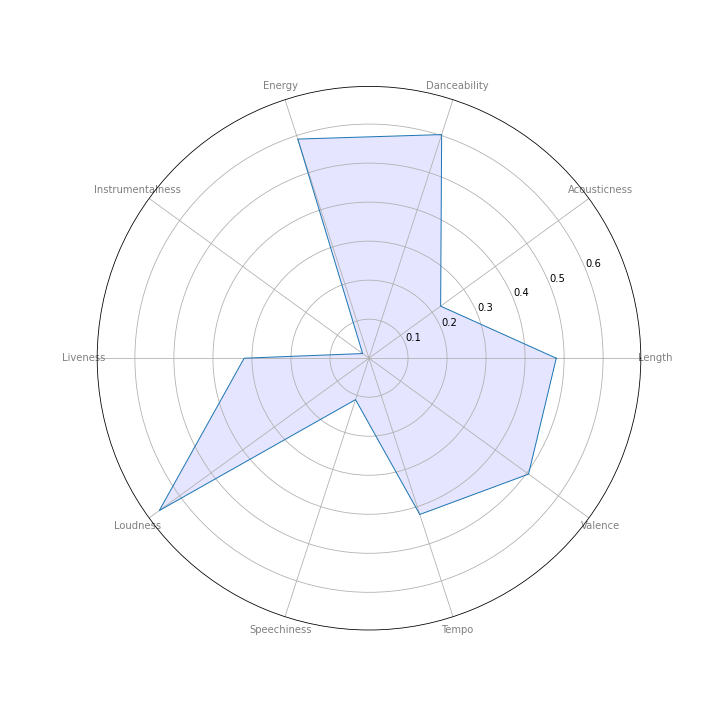 Energy
Danceability
Instrumentalness
Acousticness
0.6
0.5
0.4
0.3
0.2
0.1
Liveness
Length
Loudness
Valence
Speechiness
Tempo